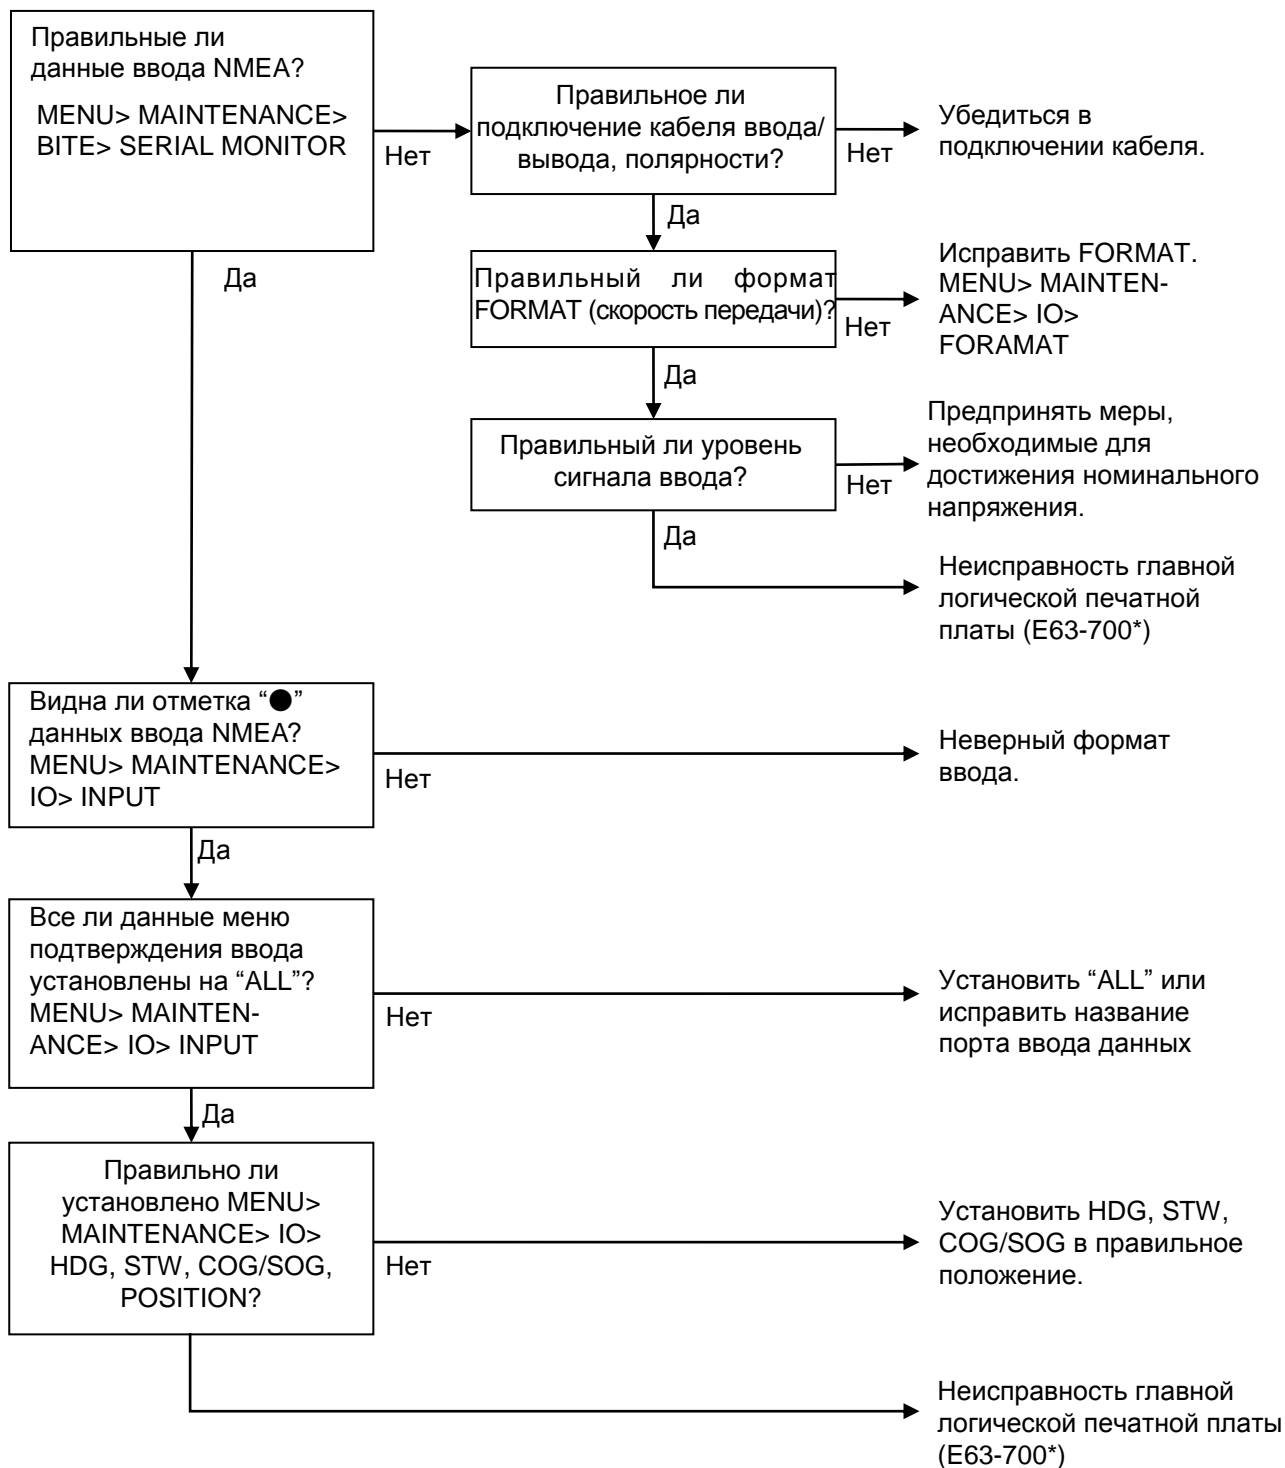 Правильные ли
данные ввода NMEA?
MENU> MAINTENANCE>
BITE> SERIAL MONITOR
Нет
Да
Правильное ли
подключение кабеля ввода/
вывода, полярности?
Нет
Убедиться в
подключении кабеля.
Да
Правильный ли формат
FORMAT (скорость передачи)?
Нет
Исправить FORMAT.
MENU> MAINTEN-
ANCE> IO>
FORAMAT
Да
Правильный ли уровень
сигнала ввода?
Нет
Предпринять меры,
необходимые для
достижения номинального
напряжения.
Да
Неисправность главной
логической печатной
платы (E63-700*)
Видна ли отметка “●”
данных ввода NMEA?
MENU> MAINTENANCE>
IO> INPUT
Нет
Неверный формат
ввода.
Да
Все ли данные меню
подтверждения ввода
установлены на “ALL”?
MENU> MAINTEN-
ANCE> IO> INPUT
Нет
Установить “ALL” или
исправить название
порта ввода данных
Да
Правильно ли
установлено MENU>
MAINTENANCE> IO>
HDG, STW, COG/SOG,
POSITION?
Нет
Установить HDG, STW,
COG/SOG в правильное
положение.
Неисправность главной
логической печатной платы
(E63-700*)